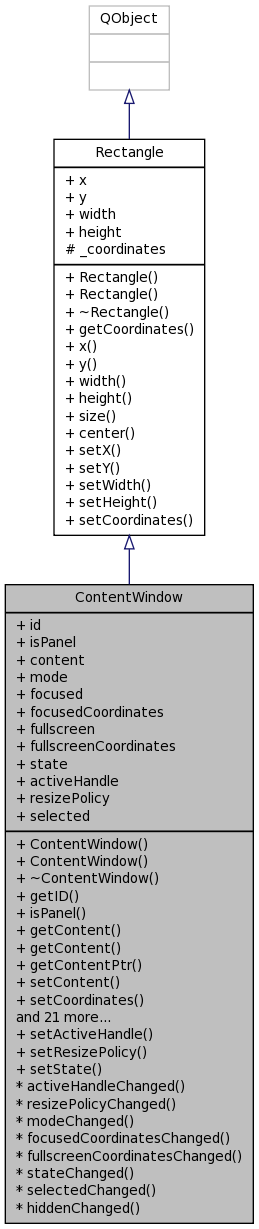 QObject
Rectangle
+ x
+ y
+ width
+ height
# _coordinates
+ Rectangle()
+ Rectangle()
+ ~Rectangle()
+ getCoordinates()
+ x()
+ y()
+ width()
+ height()
+ size()
+ center()
+ setX()
+ setY()
+ setWidth()
+ setHeight()
+ setCoordinates()
ContentWindow
+ id
+ isPanel
+ content
+ mode
+ focused
+ focusedCoordinates
+ fullscreen
+ fullscreenCoordinates
+ state
+ activeHandle
+ resizePolicy
+ selected
+ ContentWindow()
+ ContentWindow()
+ ~ContentWindow()
+ getID()
+ isPanel()
+ getContent()
+ getContent()
+ getContentPtr()
+ setContent()
+ setCoordinates()
and 21 more...
+ setActiveHandle()
+ setResizePolicy()
+ setState()
* activeHandleChanged()
* resizePolicyChanged()
* modeChanged()
* focusedCoordinatesChanged()
* fullscreenCoordinatesChanged()
* stateChanged()
* selectedChanged()
* hiddenChanged()